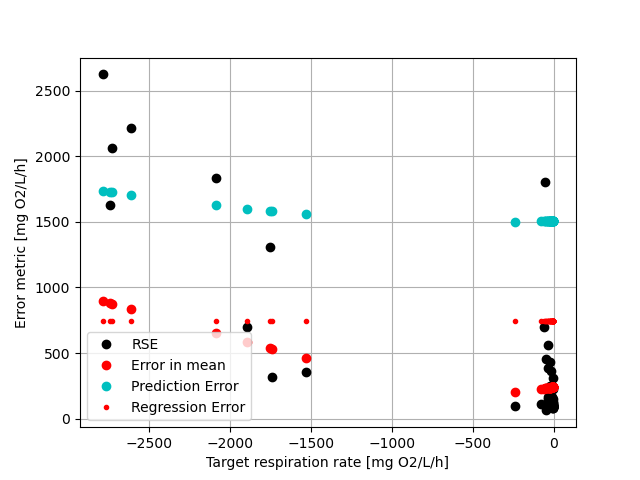 2500
2000
1500
1000
500
0
Error metric [mg O2/L/h]
RSE
Error in mean
Prediction Error
Regression Error
−2500 −2000 −1500 −1000 −500 0
Target respiration rate [mg O2/L/h]